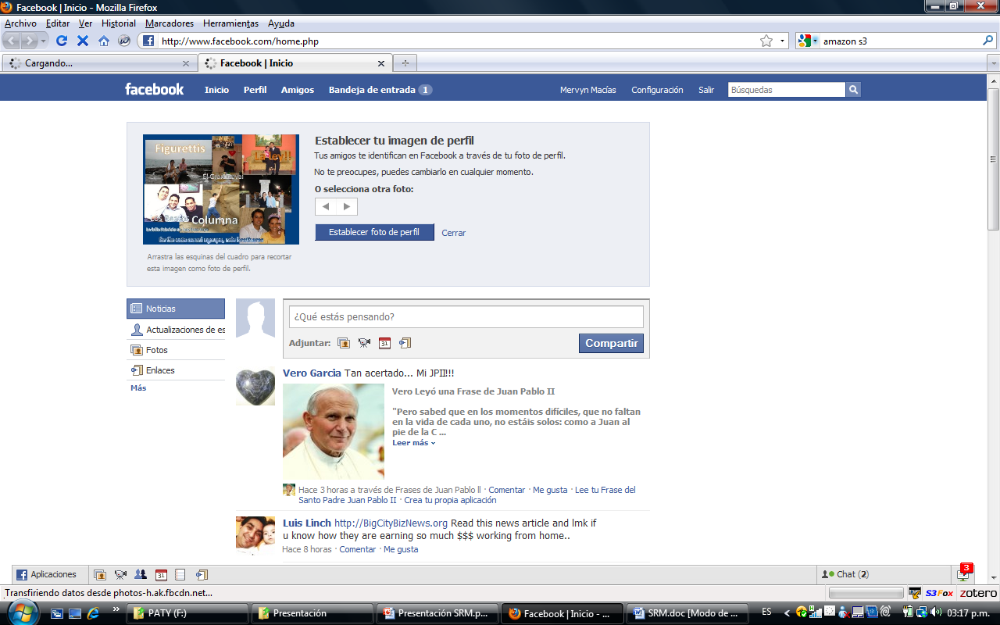 Facebook | Inicio - Mozilla Firefox
Archivo Editar Ver Historial Marcadores Herramientas Ayuda
http://www.facebook.com/home.php
amazon s3
Cargando...
Facebook | Inicio
facebook Inicio Perfil Amigos Bandeja de entrada 1 Mervyn Macías Configuración Salir Búsquedas
Figurettis
Columna
Establecer tu imagen de perfil
Tus amigos te identifican en Facebook a través de tu foto de perfil.
No te preocupes, puedes cambiarlo en cualquier momento.
O selecciona otra foto:
Establecer foto de perfil Cerrar
Arrastra las esquinas del cuadro para recortar
esta imagen como foto de perfil.
Noticias
Actualizaciones de es
Fotos
Enlaces
Más
¿Qué estás pensando?
Adjuntar: 31
Compartir
Vero Garcia Tan acertado... Mi JPII!!!
Vero Leyó una Frase de Juan Pablo II
"Pero sabed que en los momentos difíciles, que no faltan
en la vida de cada uno, no estáis solos: como a Juan al
pie de la C ...
Leer más
Hace 3 horas a través de Frases de Juan Pablo ll · Comentar · Me gusta · Lee tu Frase del
Santo Padre Juan Pablo II · Crea tu propia aplicación
Luis Linch http://BigCityBizNews.org Read this news article and lmk if
u know how they are earning so much $$$ working from home..
Hace 8 horas · Comentar · Me gusta
Aplicaciones 31 Chat (2) 3
Transfiriendo datos desde photos-h.ak.fbcdn.net...
S3Fox zotero
PATY (F:) Presentación Presentación SRM.p... Facebook | Inicio - ... SRM.doc [Modo de ... ES 03:17 p.m.